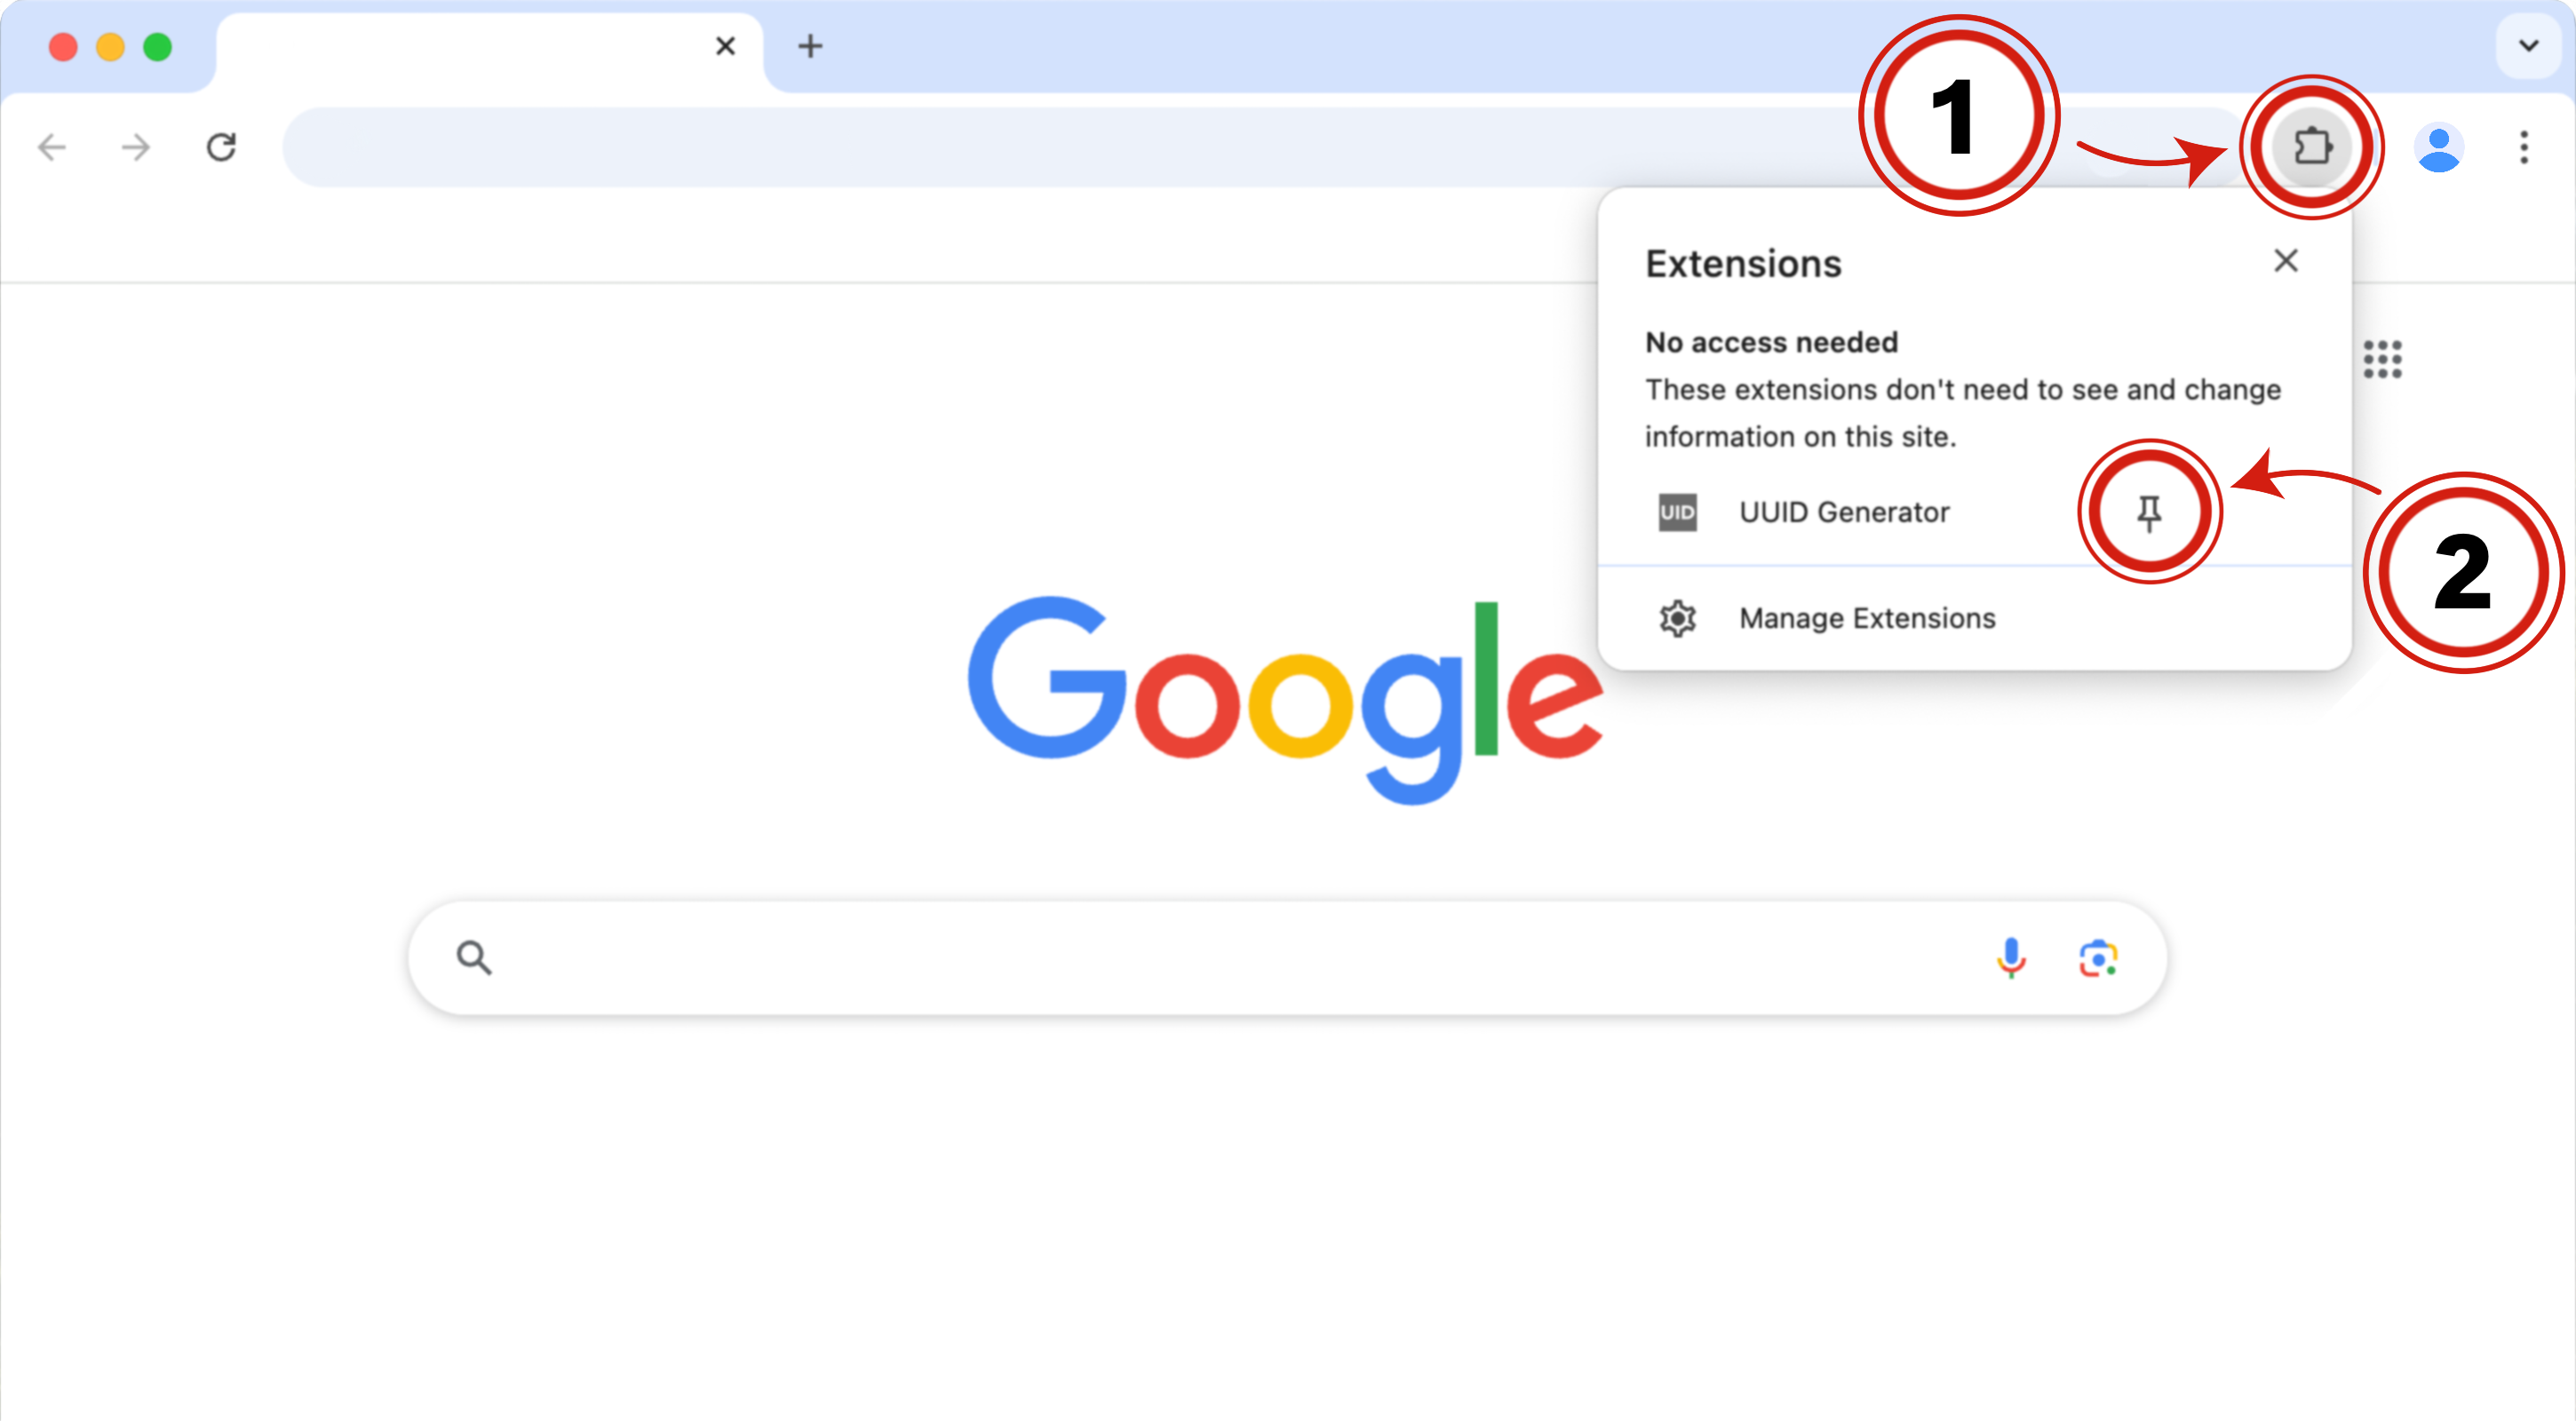 1
Extensions
No access needed
These extensions don't need to see and change
information on this site.
UID UUID Generator
2
Manage Extensions
Google